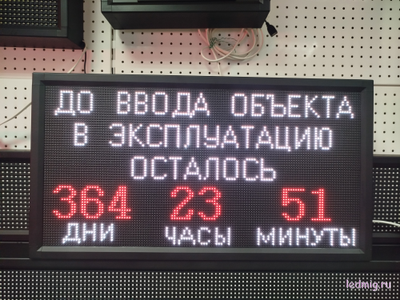 ДО ВВОДА ОБЪЕКТА
В ЭКСПЛУАТАЦИЮ
ОСТАЛОСЬ
364 23 51
ДНИ ЧАСЫ МИНУТЫ
ledmig.ru